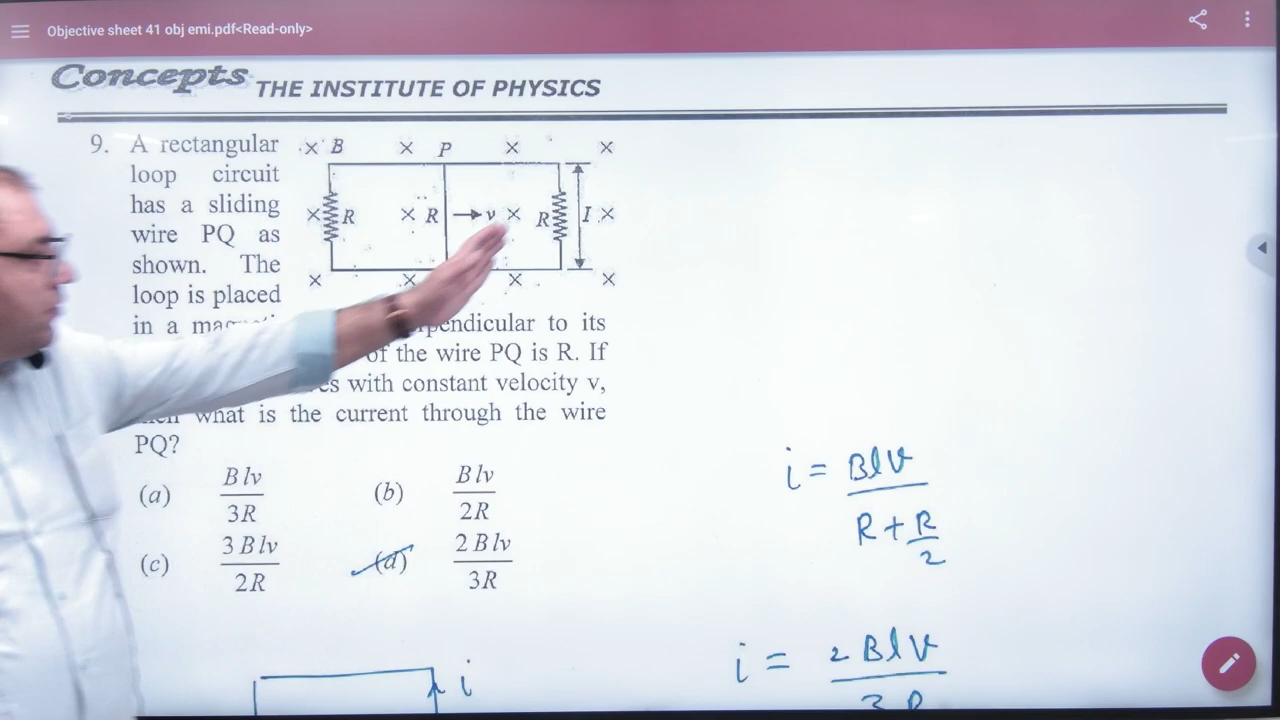 Objective sheet 41 obj emi.pdf<Read-only>
Concepts THE INSTITUTE OF PHYSICS
9. A rectangular
loop circuit
has a sliding
wire PQ as
shown. The
loop is placed
in a
perpendicular to its
of the wire PQ is R. If
with constant velocity v,
what is the current through the wire
PQ?
× B × P × ×
× R × R v × R I ×
× × × ×
(a) Blv/3R (b) Blv/2R
(c) 3Blv/2R (d) 2Blv/3R
i = Blv/(R + R/2)
i = 2Blv/3R
i